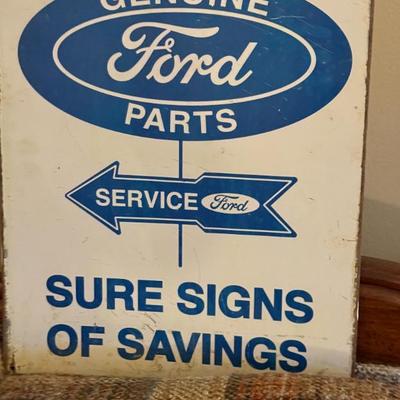 GENUINE
Ford
PARTS
SERVICE Ford
SURE SIGNS
OF SAVINGS